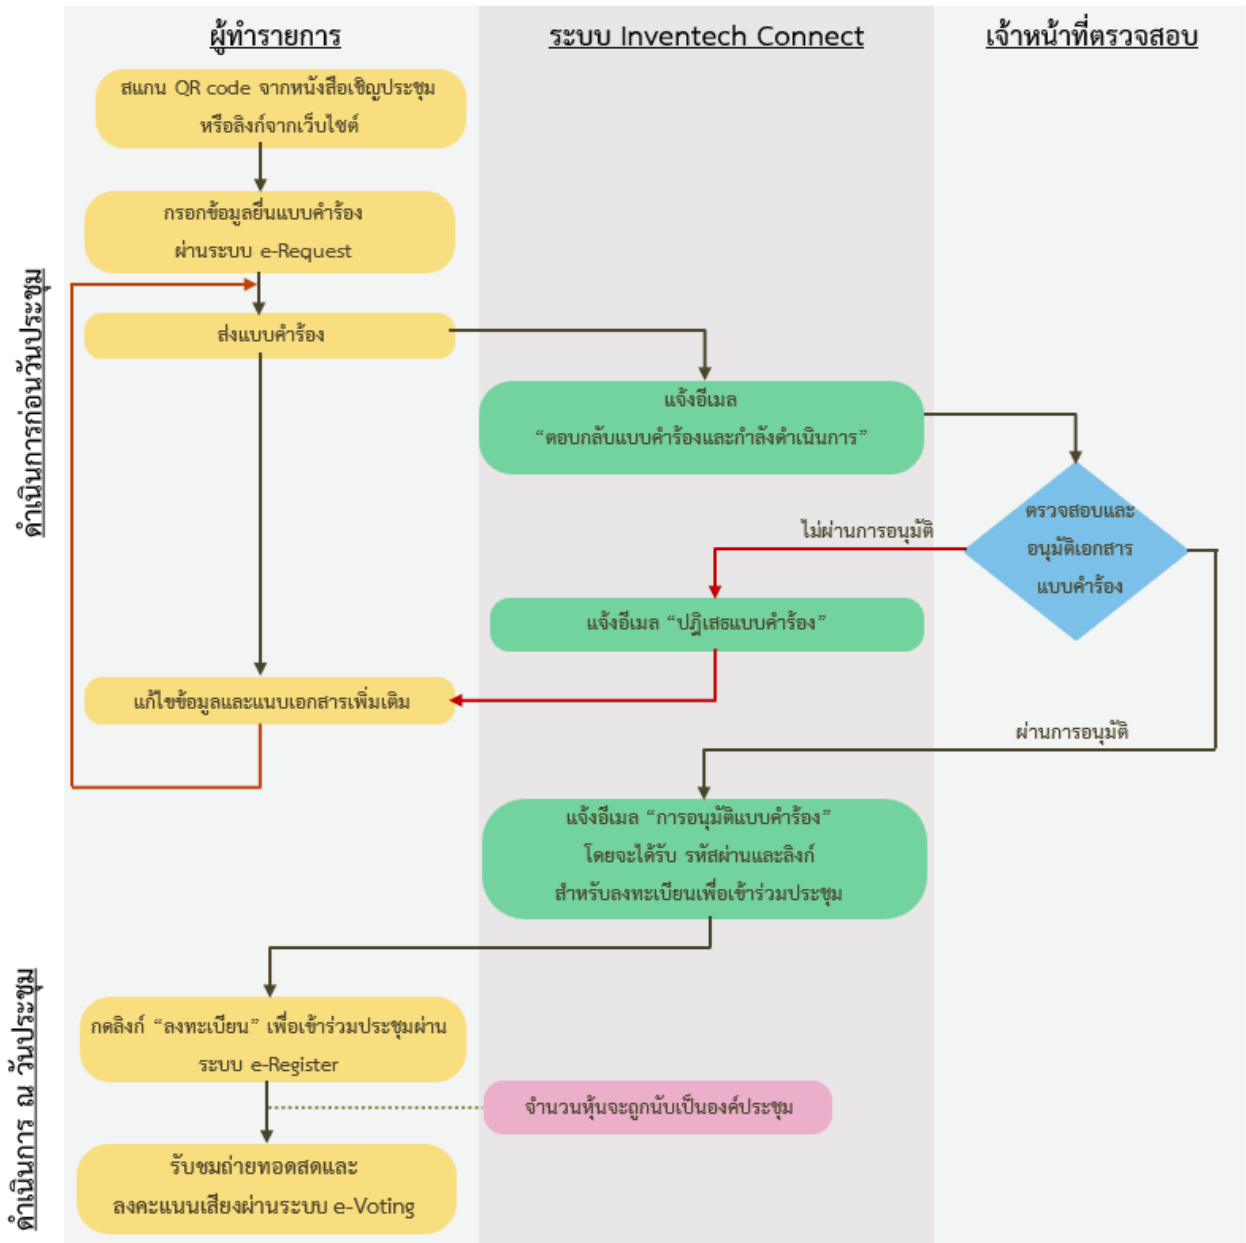 ผู้ทำรายการ
ระบบ Inventech Connect
เจ้าหน้าที่ตรวจสอบ
ดำเนินการก่อนวันประชุม
สแกน QR code จากหนังสือเชิญประชุม
หรือลิงก์จากเว็บไซต์
กรอกข้อมูลยื่นแบบคำร้อง
ผ่านระบบ e-Request
ส่งแบบคำร้อง
แจ้งอีเมล
“ตอบกลับแบบคำร้องและกำลังดำเนินการ”
ตรวจสอบและ
อนุมัติเอกสาร
แบบคำร้อง
ไม่ผ่านการอนุมัติ
แจ้งอีเมล “ปฎิเสธแบบคำร้อง”
แก้ไขข้อมูลและแนบเอกสารเพิ่มเติม
ผ่านการอนุมัติ
แจ้งอีเมล “การอนุมัติแบบคำร้อง”
โดยจะได้รับ รหัสผ่านและลิงก์
สำหรับลงทะเบียนเพื่อเข้าร่วมประชุม
ดำเนินการ ณ วันประชุม
กดลิงก์ “ลงทะเบียน” เพื่อเข้าร่วมประชุมผ่าน
ระบบ e-Register
จำนวนหุ้นจะถูกนับเป็นองค์ประชุม
รับชมถ่ายทอดสดและ
ลงคะแนนเสียงผ่านระบบ e-Voting